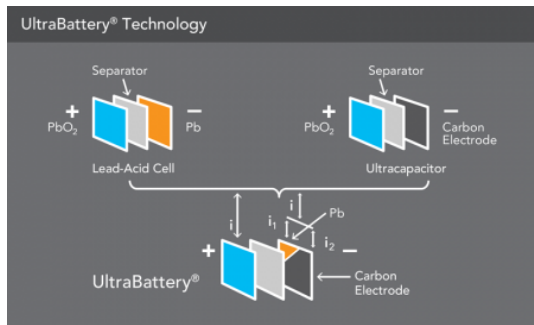 UltraBattery® Technology
Separator
Separator
+
−
+
−
PbO₂
Pb
PbO₂
Carbon
Electrode
Lead-Acid Cell
Ultracapacitor
i
i
i₁
Pb
i₂
+
−
UltraBattery®
Carbon
Electrode